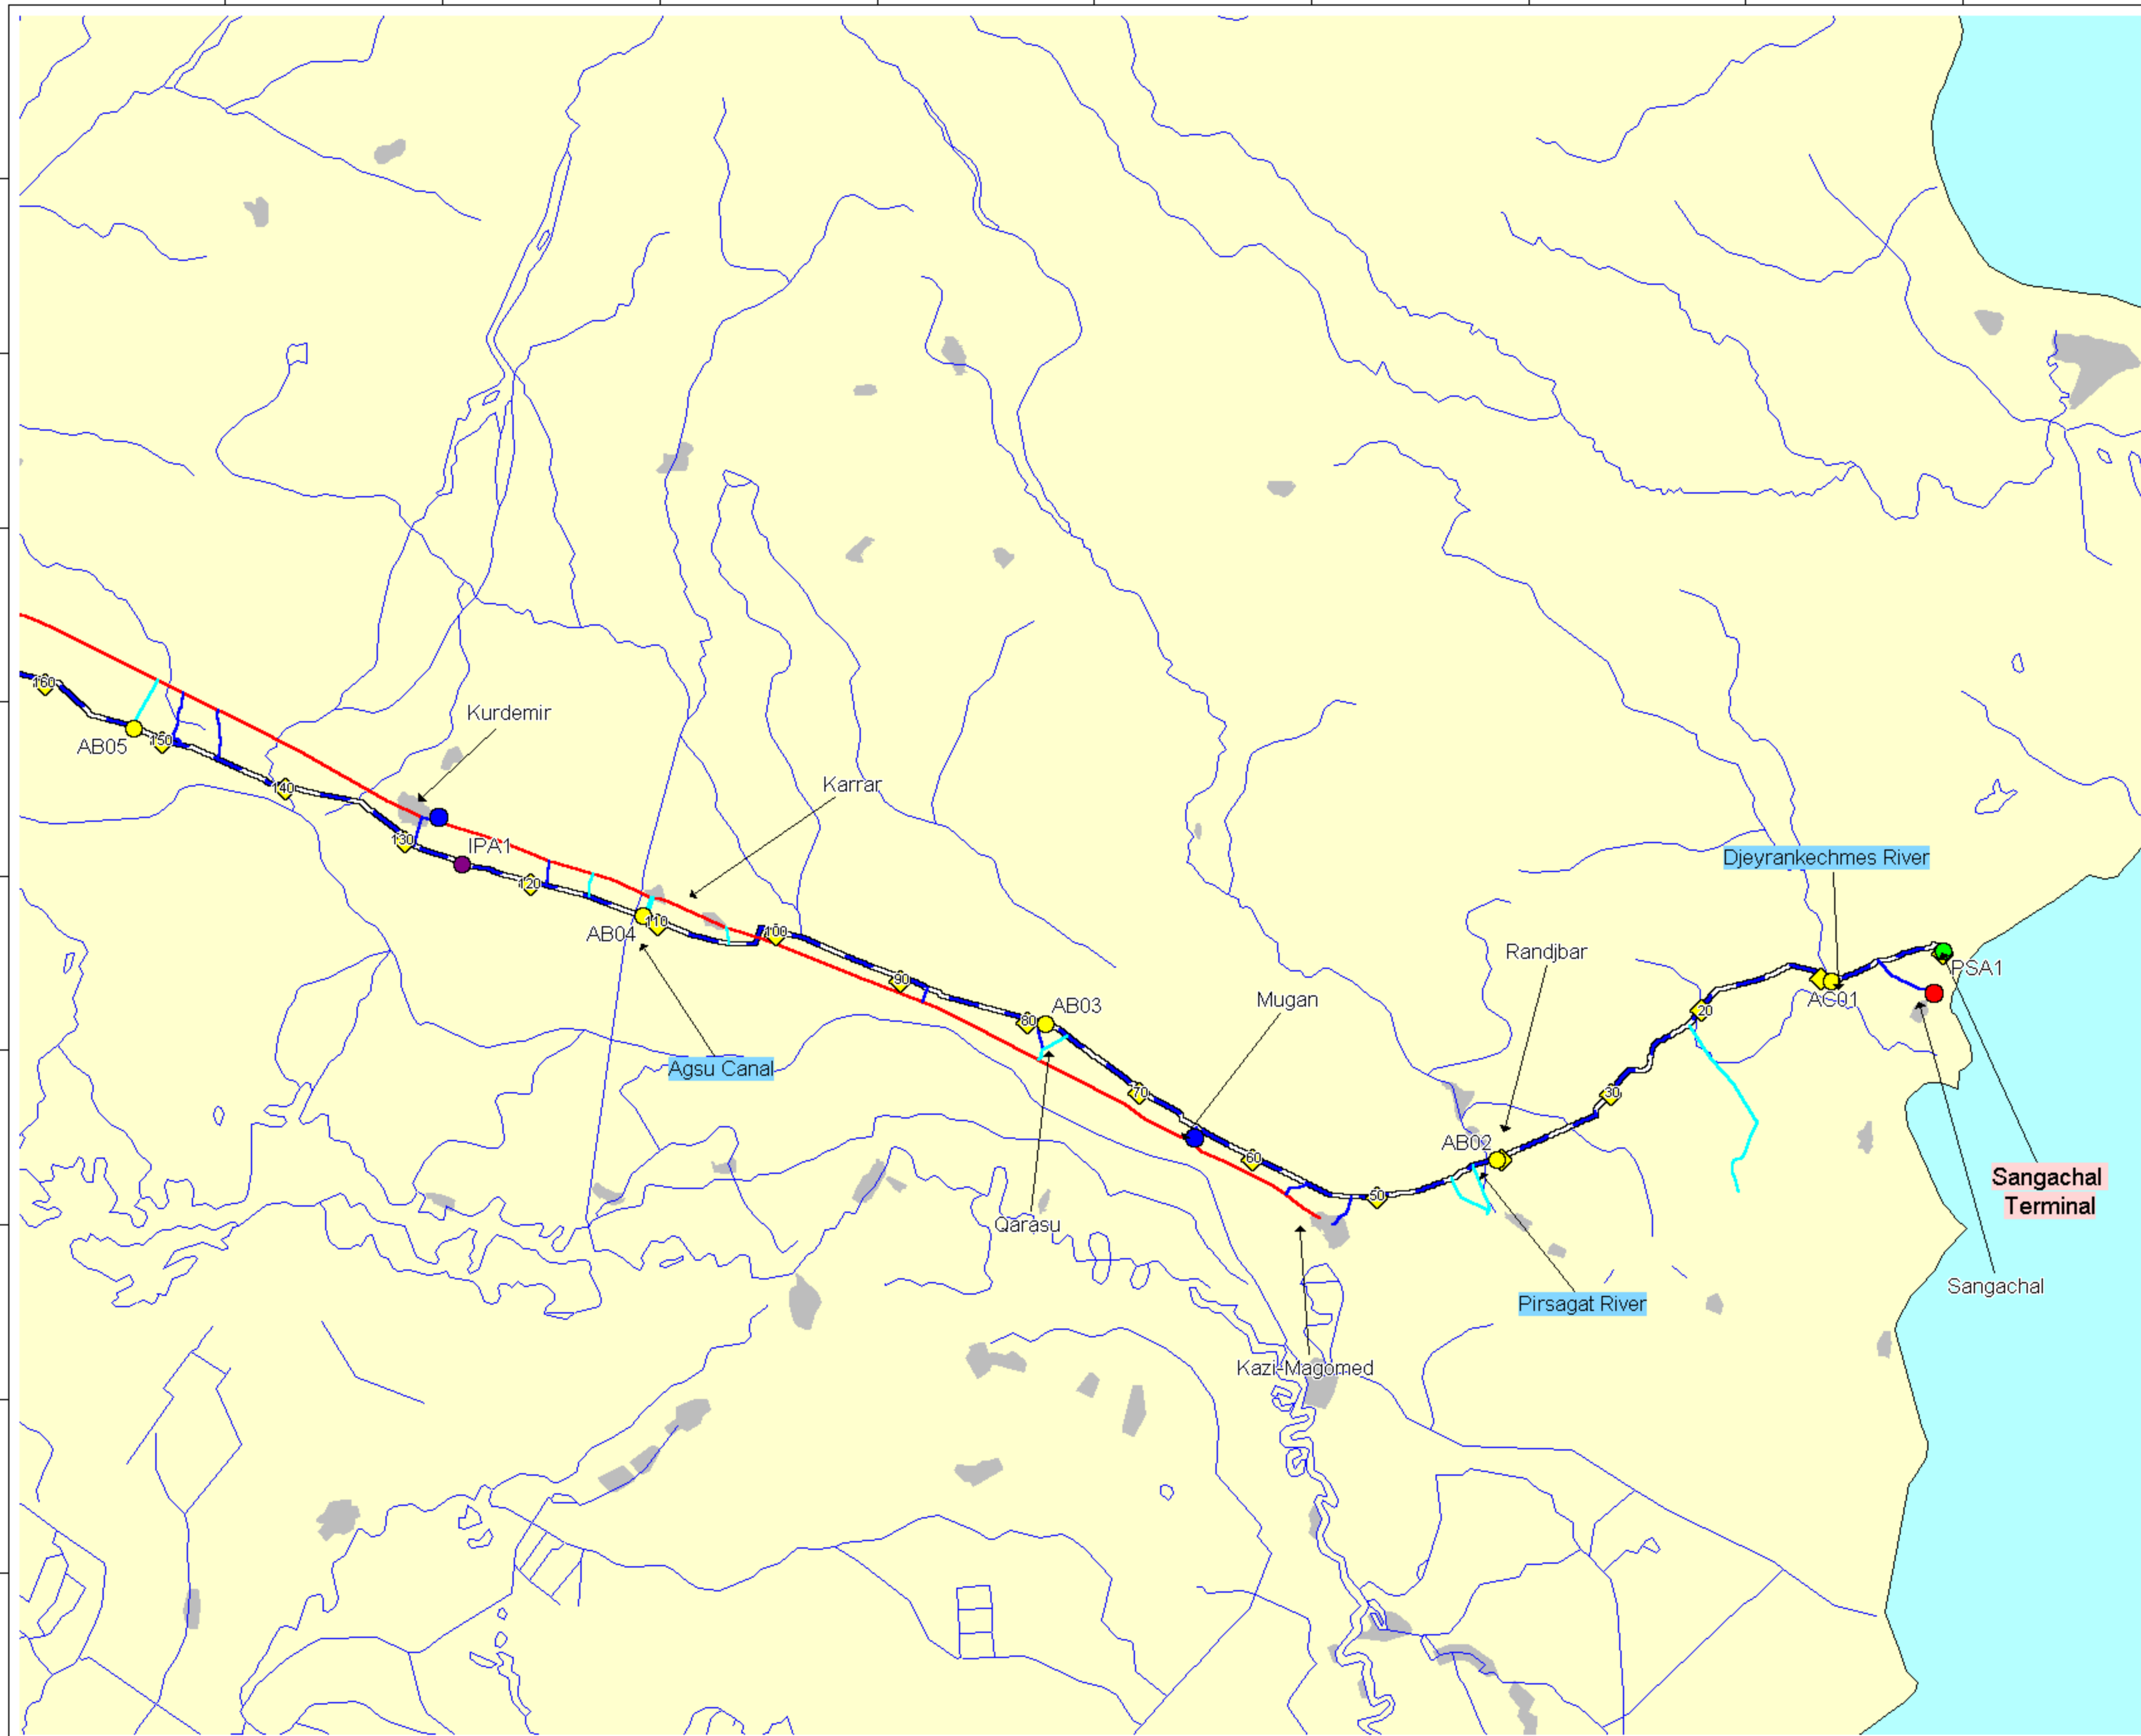 160
Kurdemir
AB05
150
Karrar
140
130
IPA1
120
Djeyrankechmes River
110
AB04
100
Randjbar
PSA1
90
Mugan
AC01
AB03
20
80
Agsu Canal
70
30
AB02
60
Sangachal
Terminal
50
Qarasu
Sangachal
Pirsagat River
Kazi-Magomed